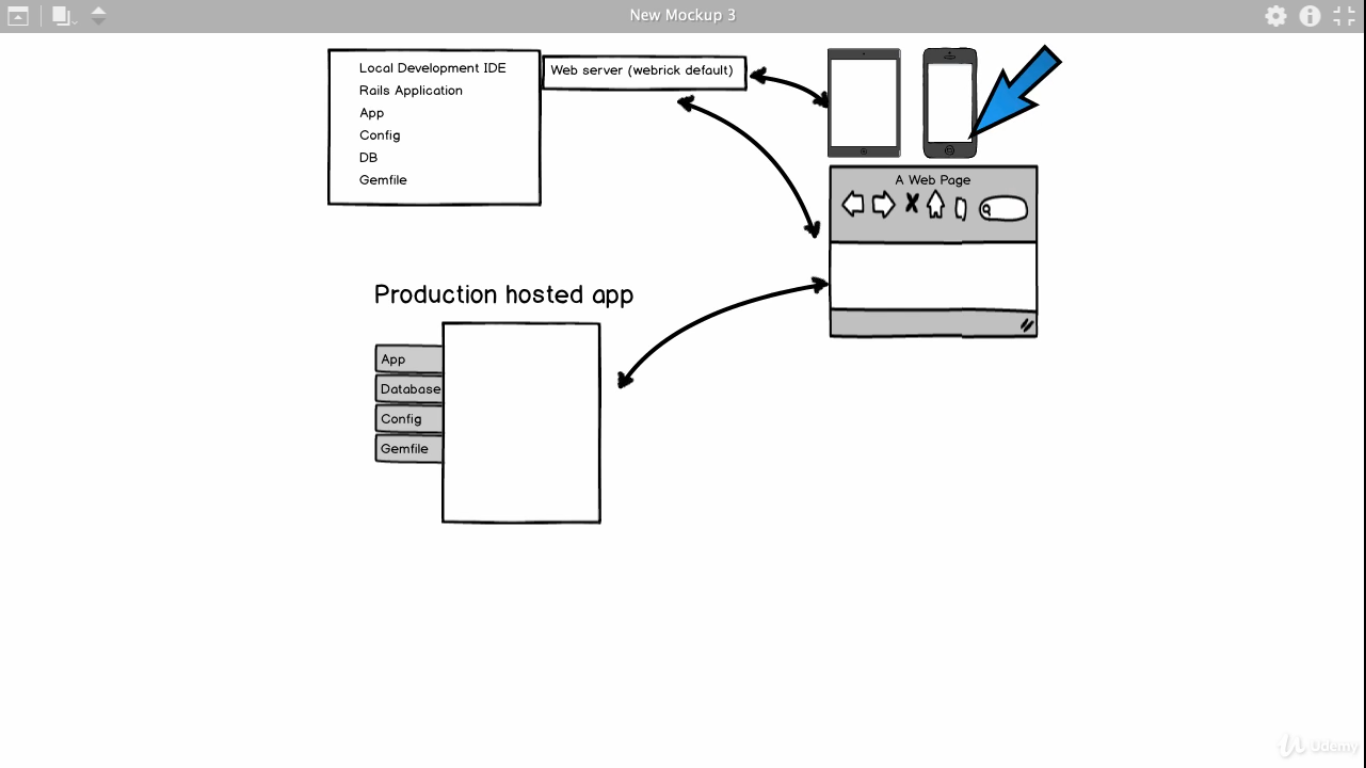 New Mockup 3
Local Development IDE
Rails Application
App
Config
DB
Gemfile
Web server (webrick default)
A Web Page
Production hosted app
App
Database
Config
Gemfile
Udemy